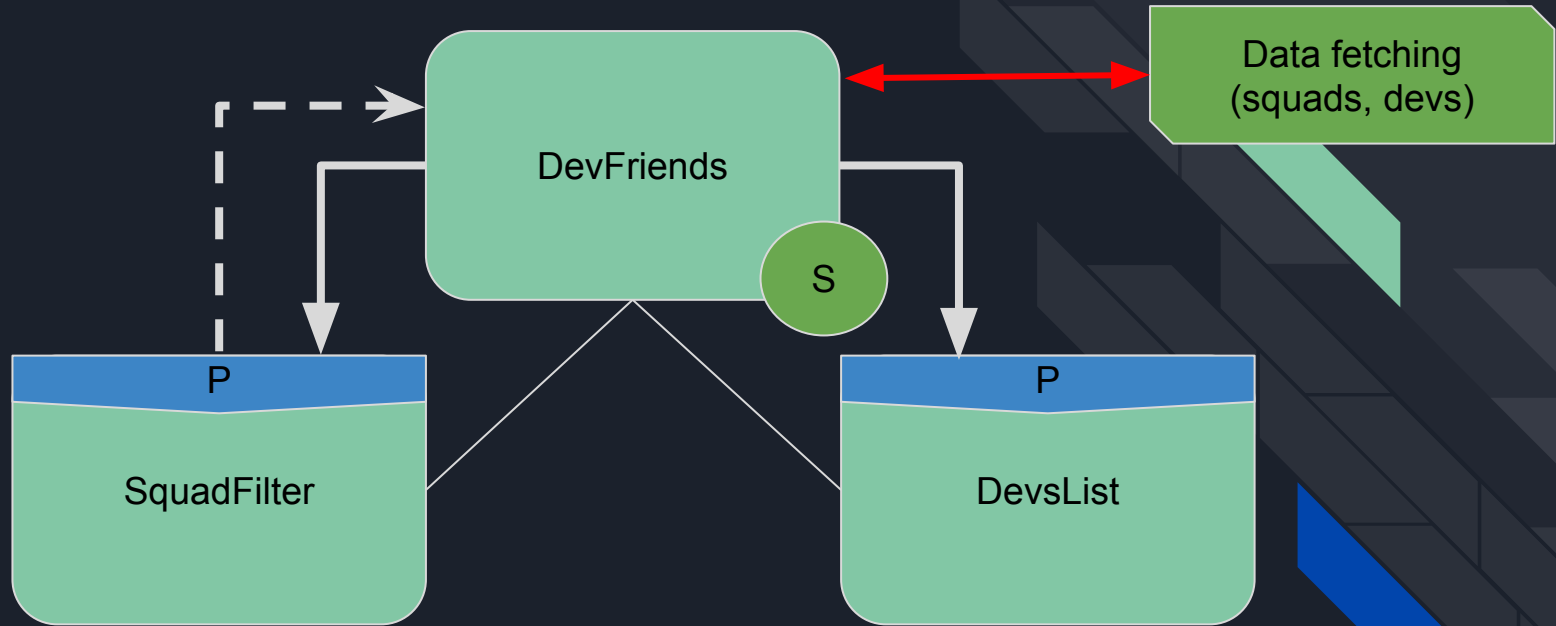 Data fetching
(squads, devs)
DevFriends
S
P
P
SquadFilter
DevsList